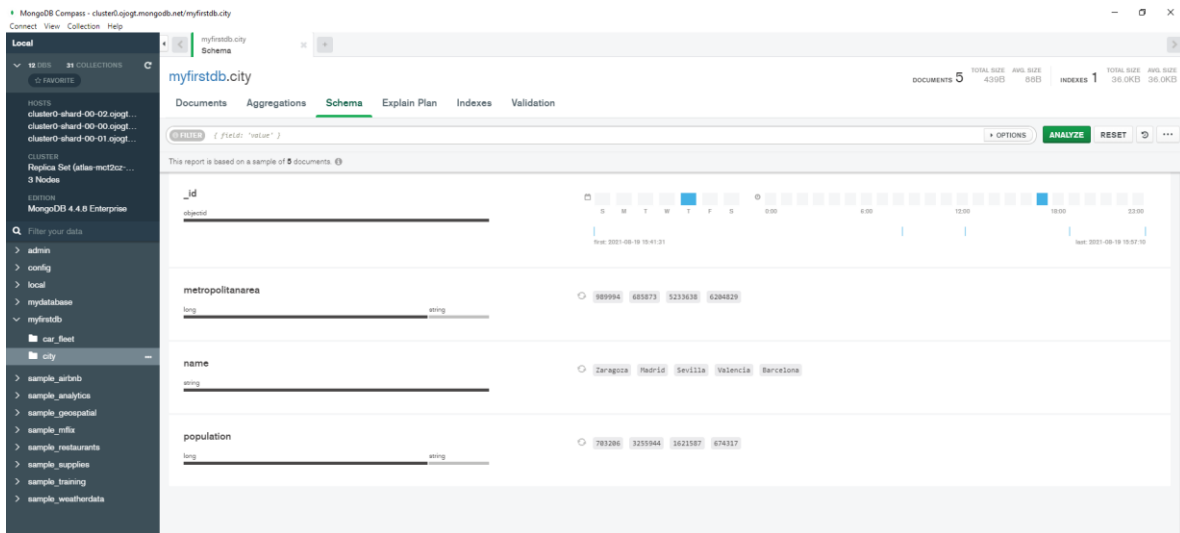 MongoDB Compass - cluster0.ojogt.mongodb.net/myfirstdb.city
Connect View Collection Help
Local
12 DBS 31 COLLECTIONS
FAVORITE
HOSTS
cluster0-shard-00-02.ojogt...
cluster0-shard-00-00.ojogt...
cluster0-shard-00-01.ojogt...
CLUSTER
Replica Set (atlas-mct2cz-...
3 Nodes
EDITION
MongoDB 4.4.8 Enterprise
Filter your data
admin
config
local
mydatabase
myfirstdb
car_fleet
city
sample_airbnb
sample_analytics
sample_geospatial
sample_mflix
sample_restaurants
sample_supplies
sample_training
sample_weatherdata
myfirstdb.city
Schema
myfirstdb.city
DOCUMENTS 5 TOTAL SIZE 439B AVG. SIZE 88B INDEXES 1 TOTAL SIZE 36.0KB AVG. SIZE 36.0KB
Documents Aggregations Schema Explain Plan Indexes Validation
FILTER { field: 'value' } OPTIONS ANALYZE RESET
This report is based on a sample of 5 documents.
_id
objectid
S M T W T F S 0:00 6:00 12:00 18:00 23:00
first: 2021-08-19 15:41:21 last: 2021-08-19 15:57:10
metropolitanarea
long string
989994 685873 5233638 6204829
name
string
Zaragoza Madrid Sevilla Valencia Barcelona
population
long string
703206 3255944 1621587 674317